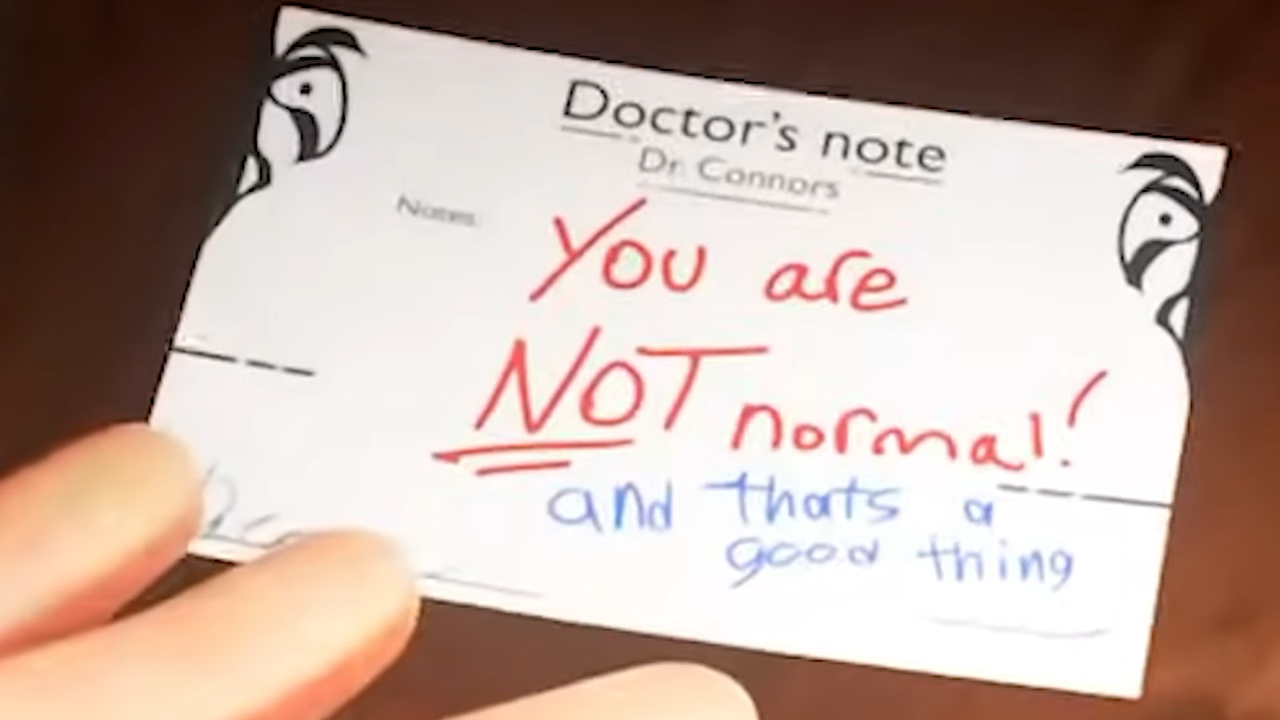 Doctor's note
Dr. Connors
Notes:
You are
NOT normal!
and thats a
good thing